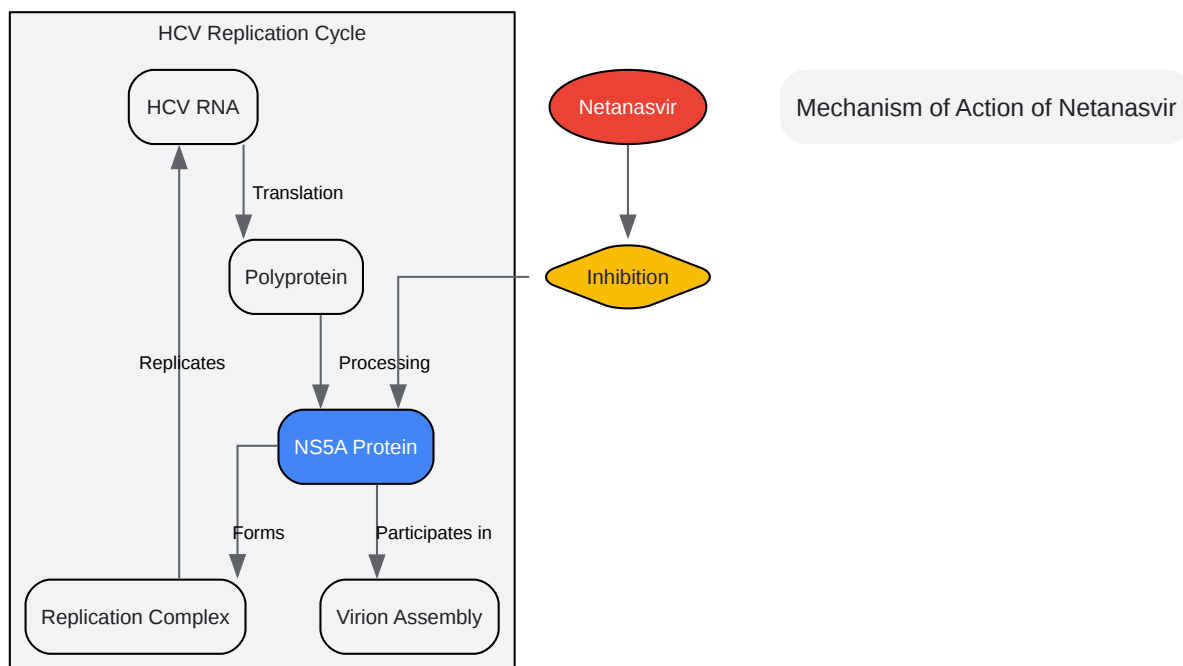 HCV Replication Cycle
HCV RNA
Netanasvir
Mechanism of Action of Netanasvir
Translation
Polyprotein
Inhibition
Replicates
Processing
NS5A Protein
Forms
Participates in
Replication Complex
Virion Assembly